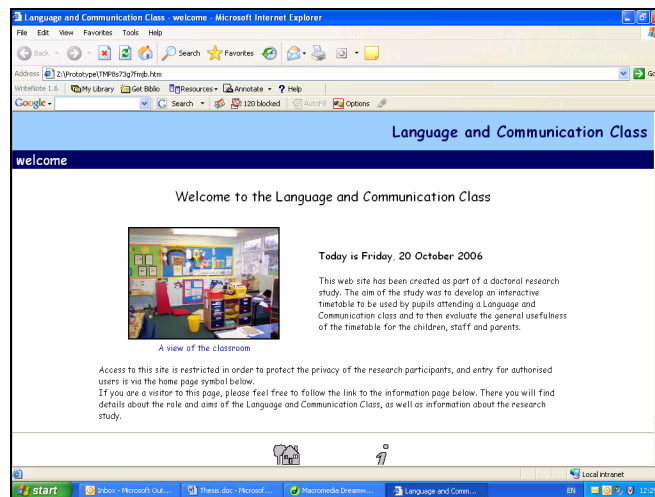 Language and Communication Class - welcome - Microsoft Internet Explorer
File Edit View Favorites Tools Help
Back Search Favorites
Address Z:\Prototype\TMP8s73g7fmjb.htm Go
WriteNote 1.6 My Library Get Biblio Resources Annotate ? Help
Google Search 120 blocked AutoFill Options
Language and Communication Class
welcome
Welcome to the Language and Communication Class
Today is Friday, 20 October 2006
This web site has been created as part of a doctoral research
study. The aim of the study was to develop an interactive
timetable to be used by pupils attending a Language and
Communication class and to then evaluate the general usefulness
of the timetable for the children, staff and parents.
A view of the classroom
Access to this site is restricted in order to protect the privacy of the research participants, and entry for authorised
users is via the home page symbol below.
If you are a visitor to this page, please feel free to follow the link to the information page below. There you will find
details about the role and aims of the Language and Communication Class, as well as information about the research
study.
Local intranet
start Inbox - Microsoft Out... Thesis.doc - Microsof... Macromedia Dreamw... Language and Comm... EN 12:25